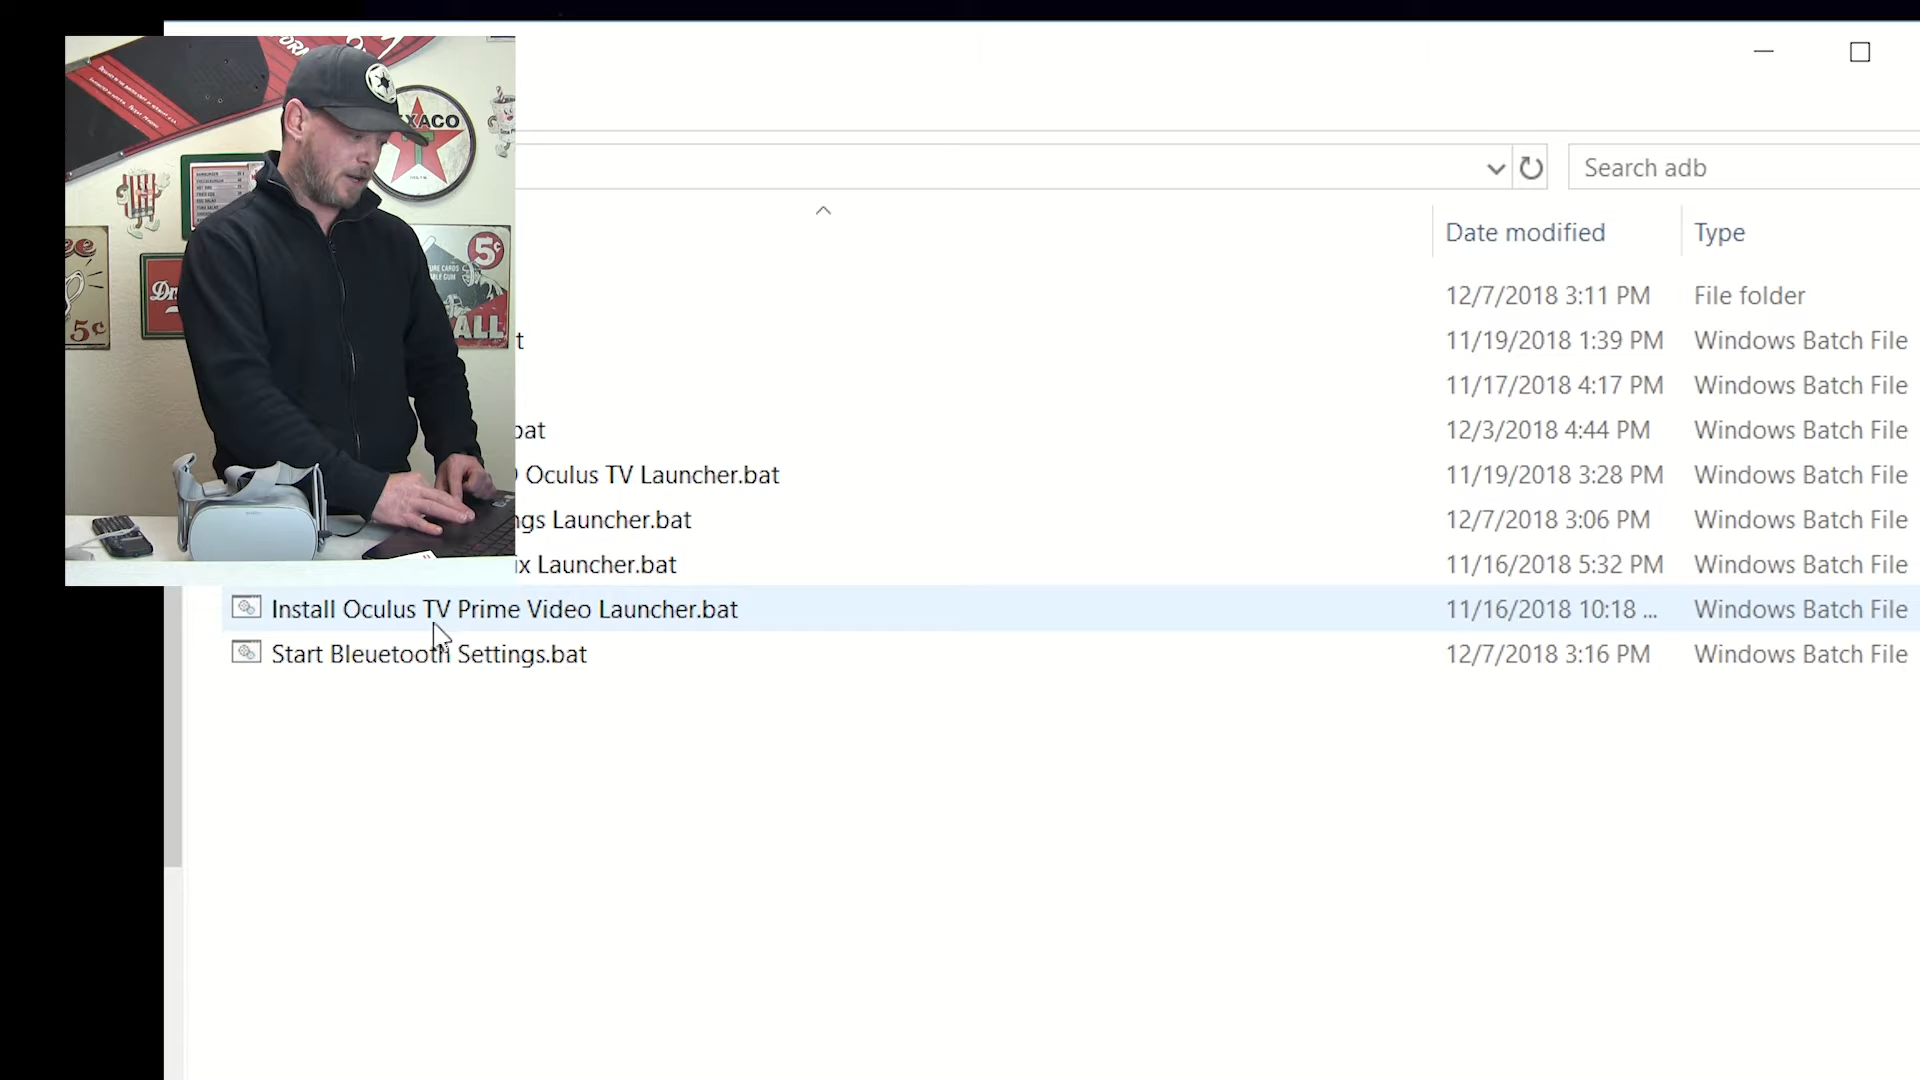 TEXACO
5¢
5¢
ALL
Search adb
Date modified Type
12/7/2018 3:11 PM File folder
t 11/19/2018 1:39 PM Windows Batch File
11/17/2018 4:17 PM Windows Batch File
bat 12/3/2018 4:44 PM Windows Batch File
Oculus TV Launcher.bat 11/19/2018 3:28 PM Windows Batch File
ngs Launcher.bat 12/7/2018 3:06 PM Windows Batch File
ix Launcher.bat 11/16/2018 5:32 PM Windows Batch File
Install Oculus TV Prime Video Launcher.bat 11/16/2018 10:18 ... Windows Batch File
Start Bleuetooth Settings.bat 12/7/2018 3:16 PM Windows Batch File